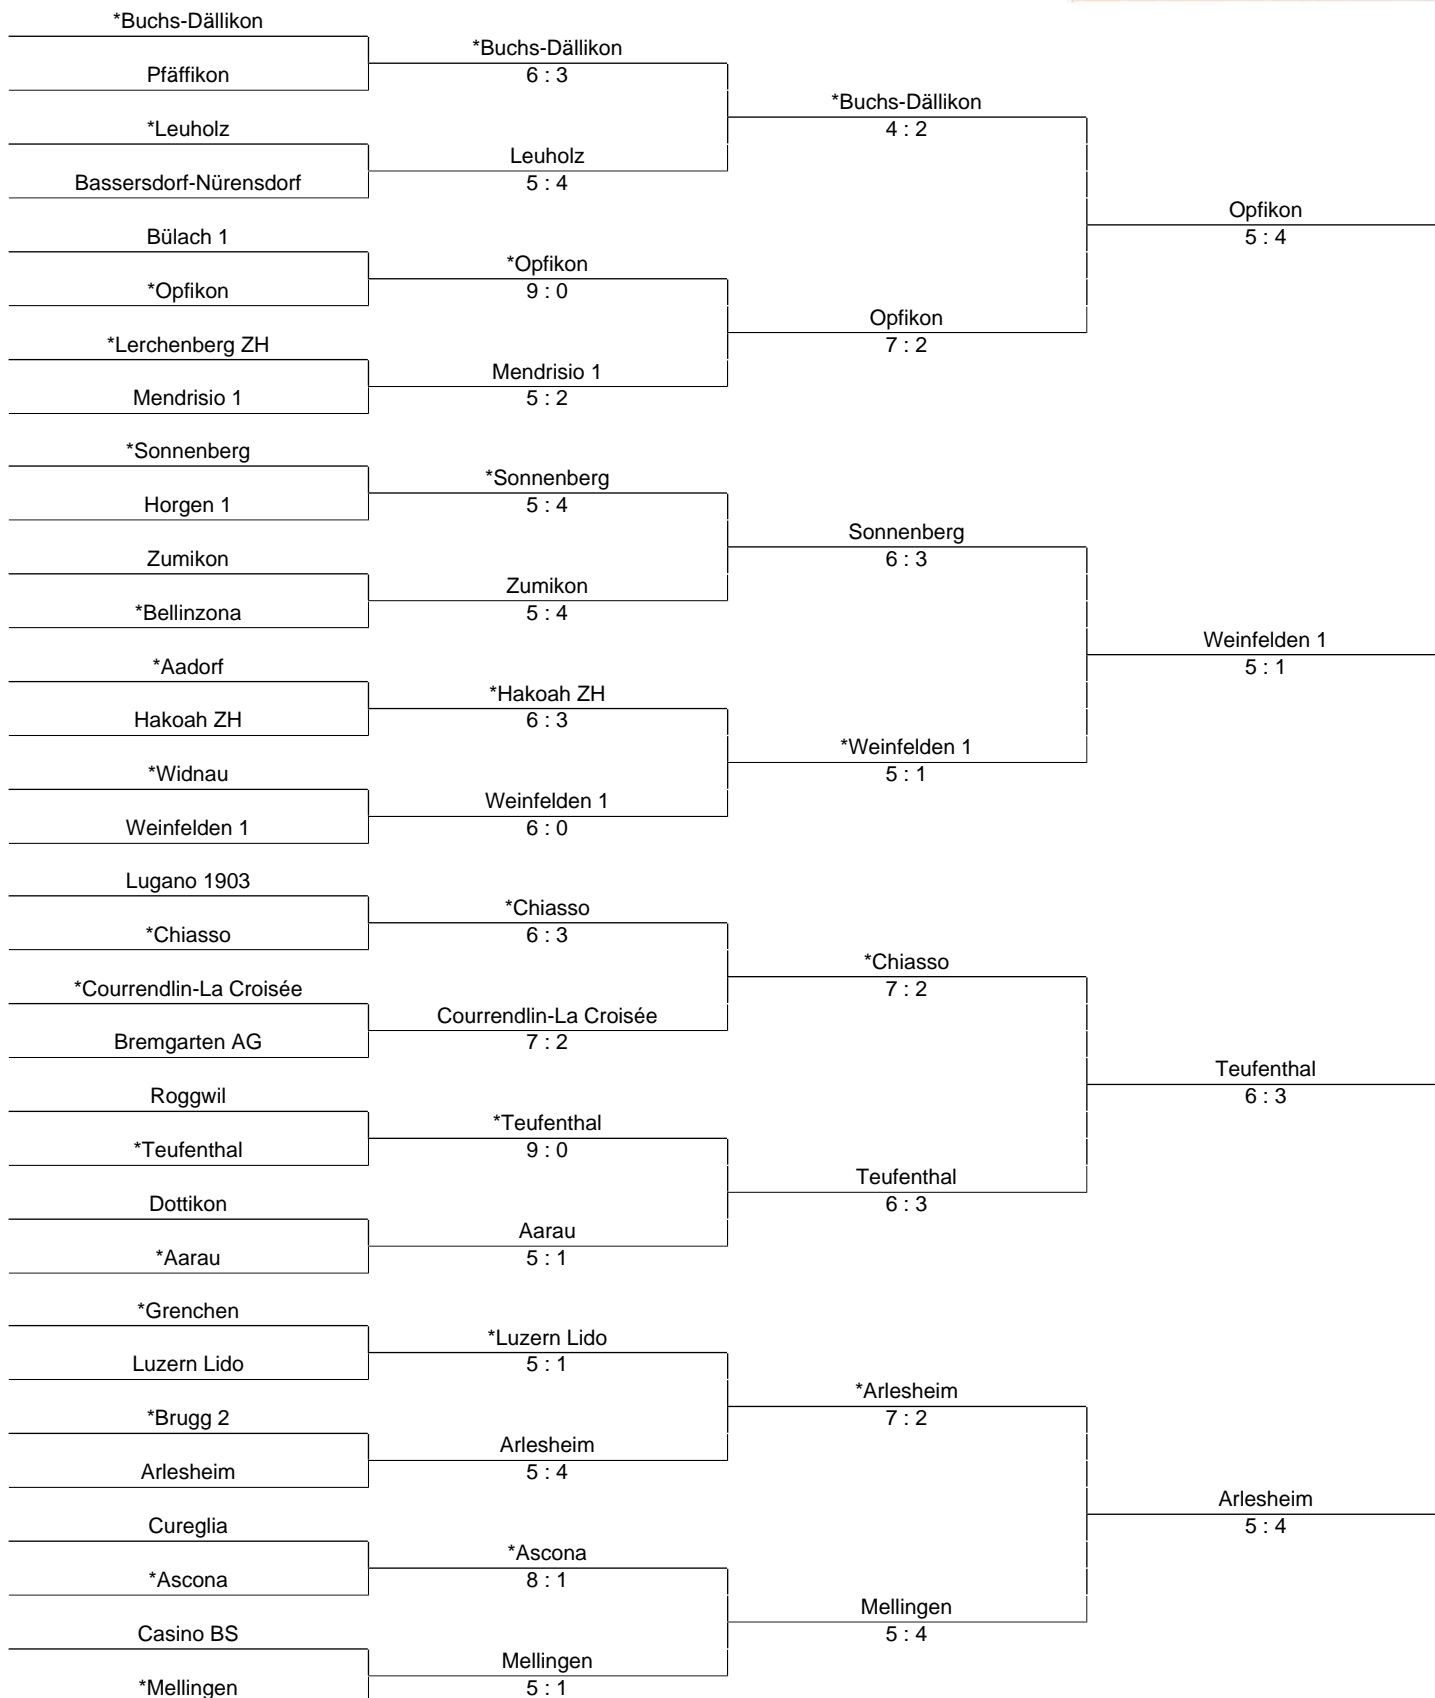 *Buchs-Dällikon
Pfäffikon
*Leuholz
Bassersdorf-Nürensdorf
Bülach 1
*Opfikon
*Lerchenberg ZH
Mendrisio 1
*Sonnenberg
Horgen 1
Zumikon
*Bellinzona
*Aadorf
Hakoah ZH
*Widnau
Weinfelden 1
Lugano 1903
*Chiasso
*Courrendlin-La Croisée
Bremgarten AG
Roggwil
*Teufenthal
Dottikon
*Aarau
*Grenchen
Luzern Lido
*Brugg 2
Arlesheim
Cureglia
*Ascona
Casino BS
*Mellingen
*Buchs-Dällikon
6 : 3
Leuholz
5 : 4
*Opfikon
9 : 0
Mendrisio 1
5 : 2
*Sonnenberg
5 : 4
Zumikon
5 : 4
*Hakoah ZH
6 : 3
Weinfelden 1
6 : 0
*Chiasso
6 : 3
Courrendlin-La Croisée
7 : 2
*Teufenthal
9 : 0
Aarau
5 : 1
*Luzern Lido
5 : 1
Arlesheim
5 : 4
*Ascona
8 : 1
Mellingen
5 : 1
*Buchs-Dällikon
4 : 2
Opfikon
7 : 2
Sonnenberg
6 : 3
*Weinfelden 1
5 : 1
*Chiasso
7 : 2
Teufenthal
6 : 3
*Arlesheim
7 : 2
Mellingen
5 : 4
Opfikon
5 : 4
Weinfelden 1
5 : 1
Teufenthal
6 : 3
Arlesheim
5 : 4